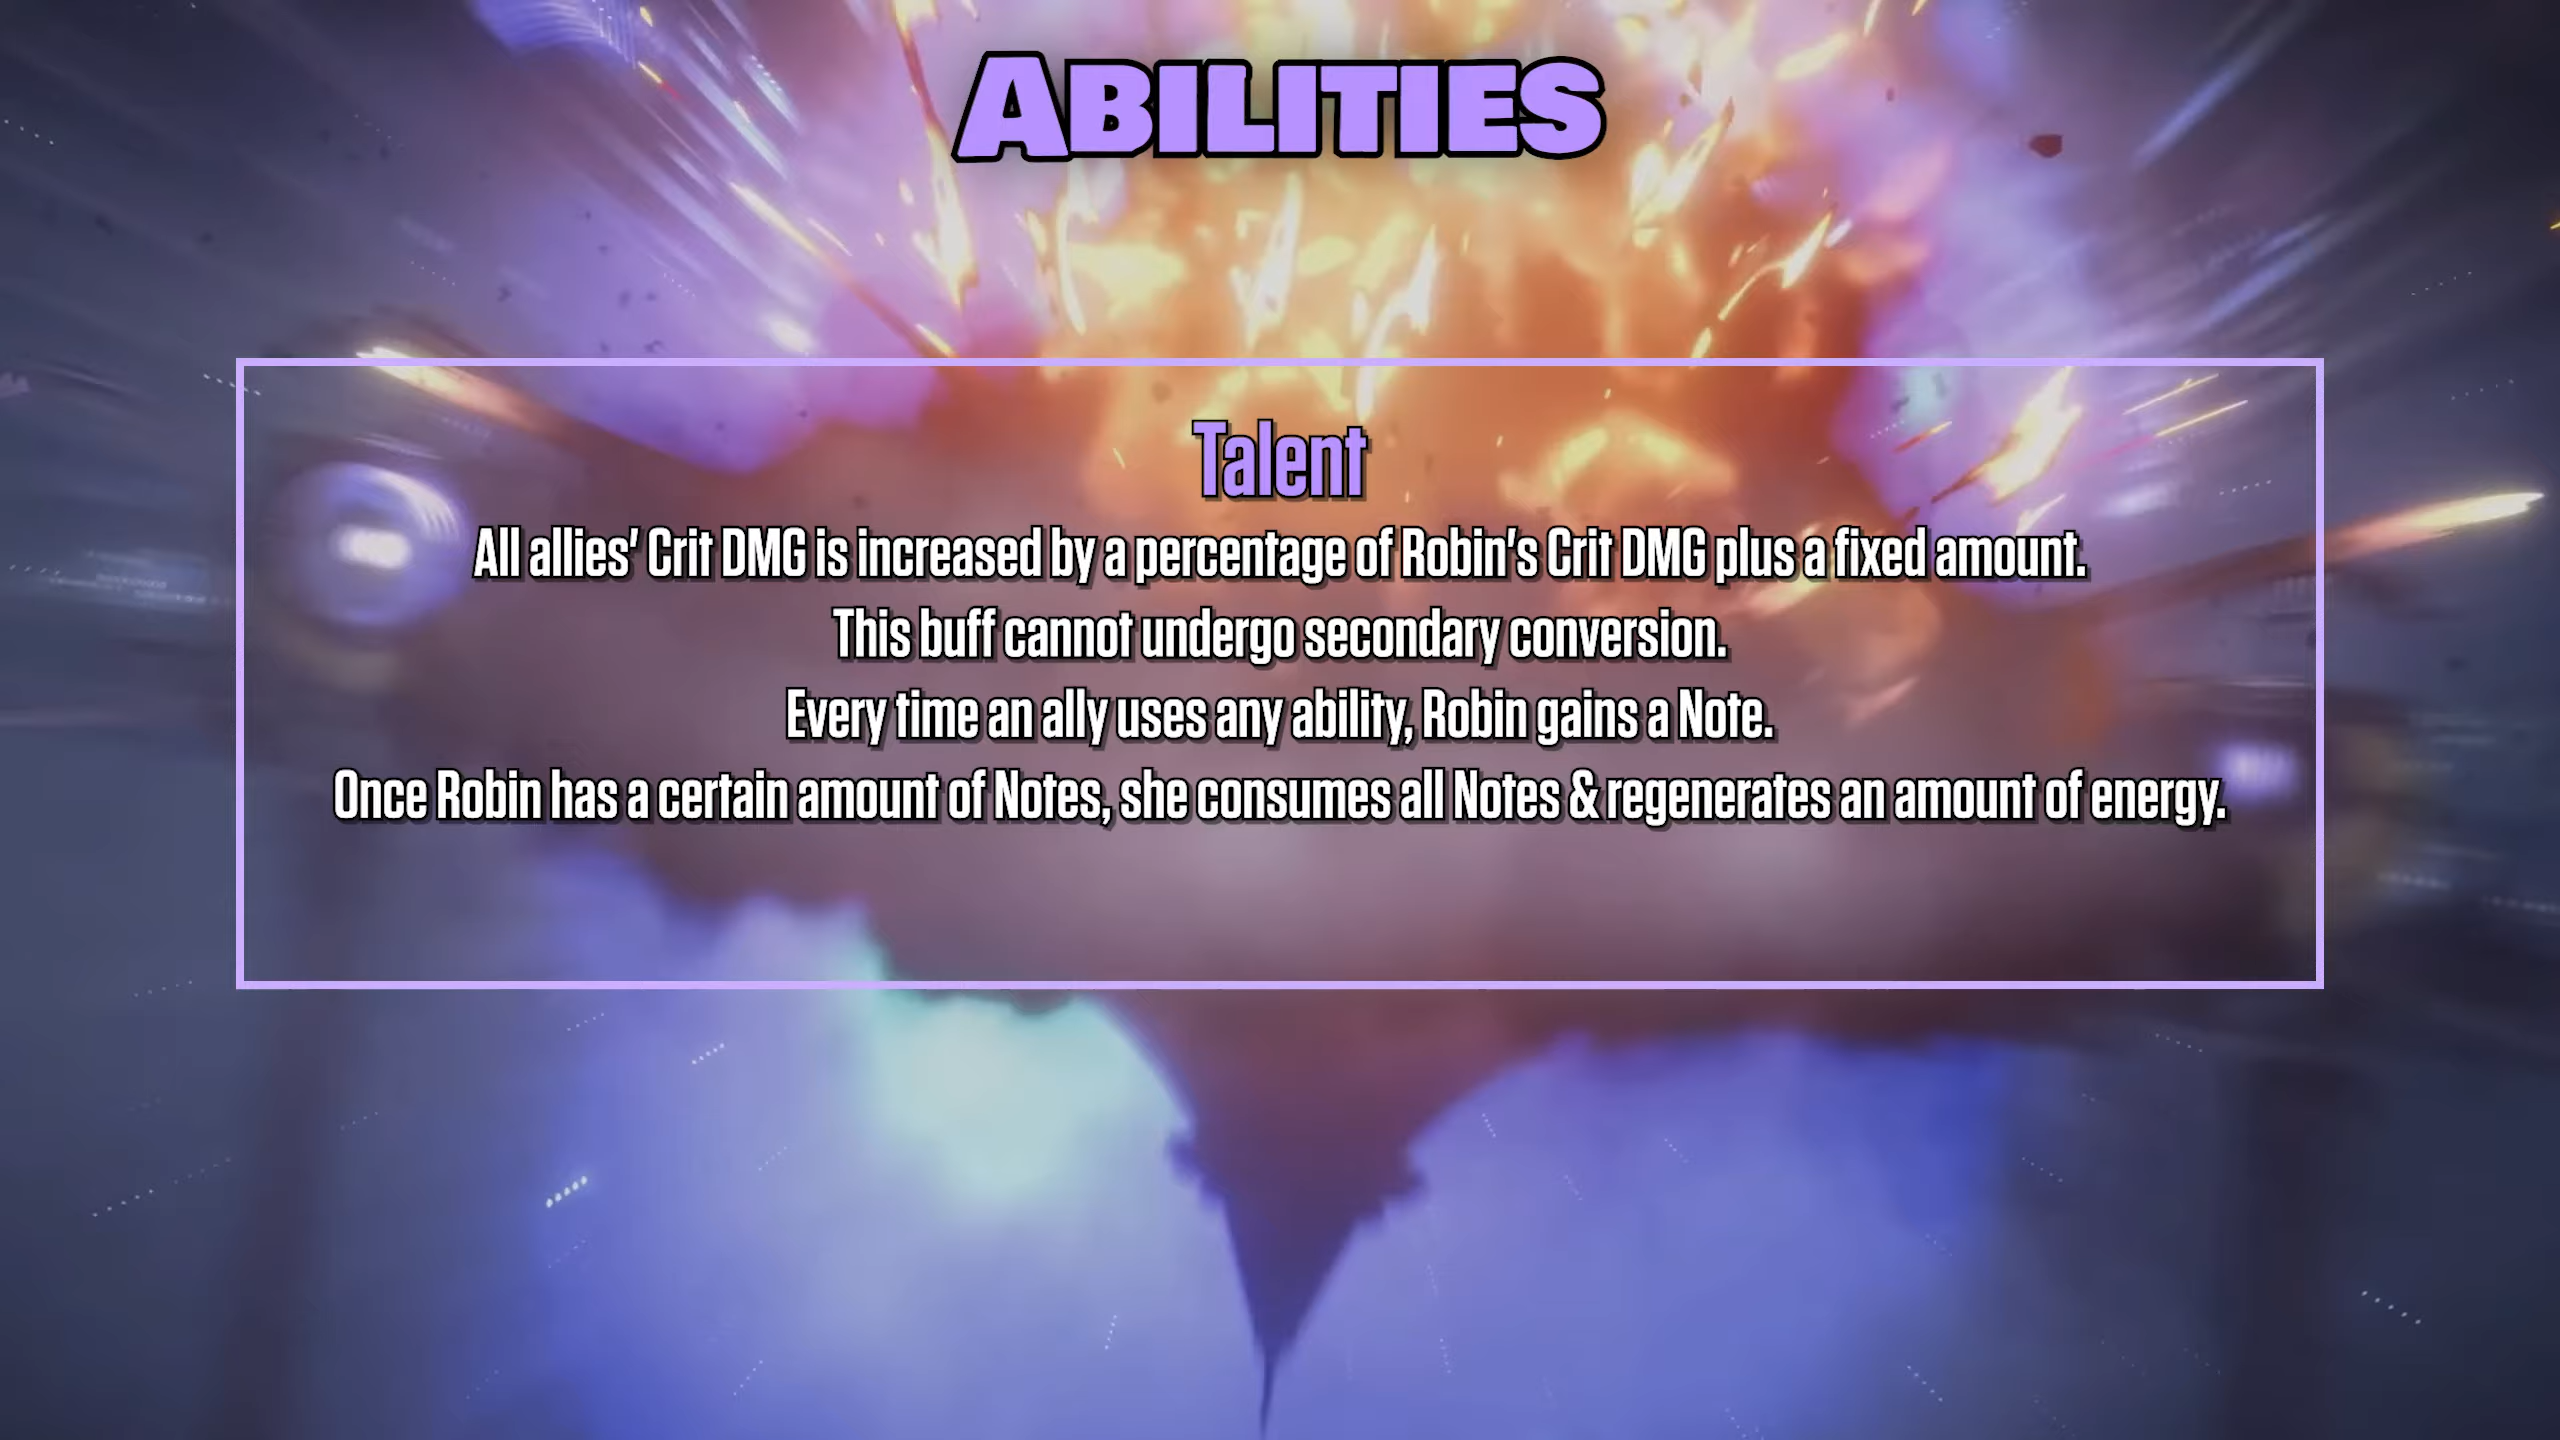 ABILITIES
Talent
All allies' Crit DMG is increased by a percentage of Robin's Crit DMG plus a fixed amount.
This buff cannot undergo secondary conversion.
Every time an ally uses any ability, Robin gains a Note.
Once Robin has a certain amount of Notes, she consumes all Notes & regenerates an amount of energy.